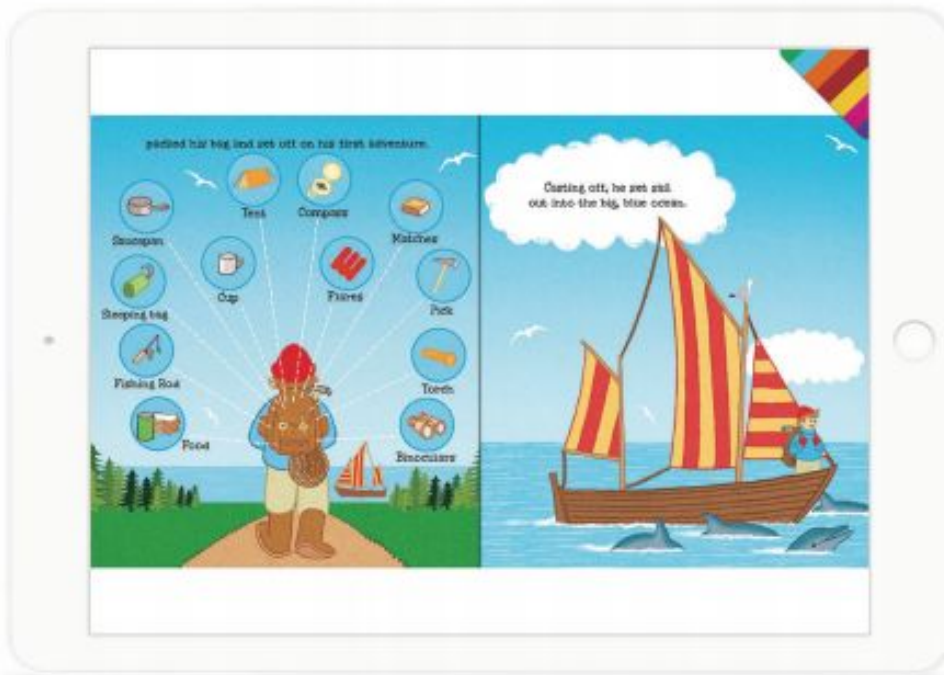 packed his bag and set off on his first adventure.
Tent
Compass
Saucepan
Matches
Cup
Flares
Sleeping bag
Pick
Fishing Rod
Torch
Food
Binoculars
Casting off, he set sail
out into the big, blue ocean.